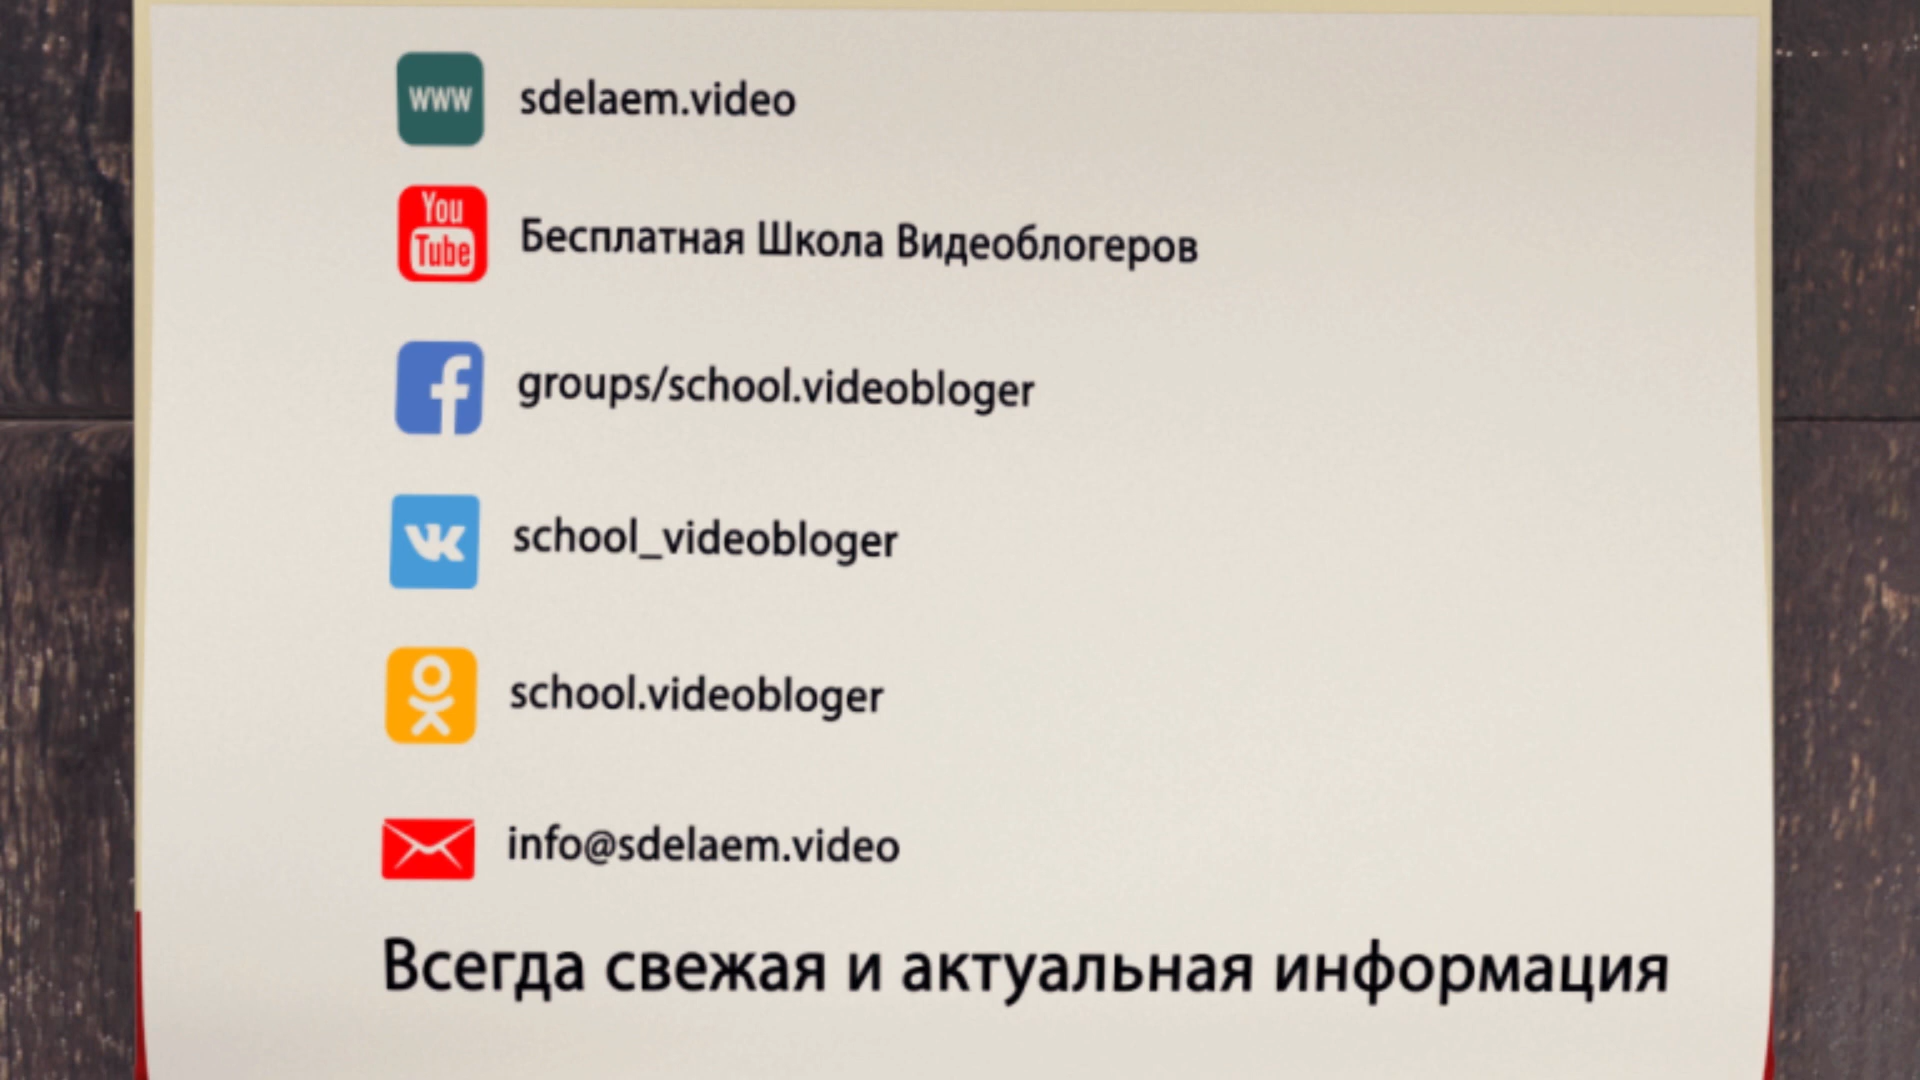 www sdelaem.video
You
Tube Бесплатная Школа Видеоблогеров
f groups/school.videobloger
school_videobloger
school.videobloger
info@sdelaem.video
Всегда свежая и актуальная информация